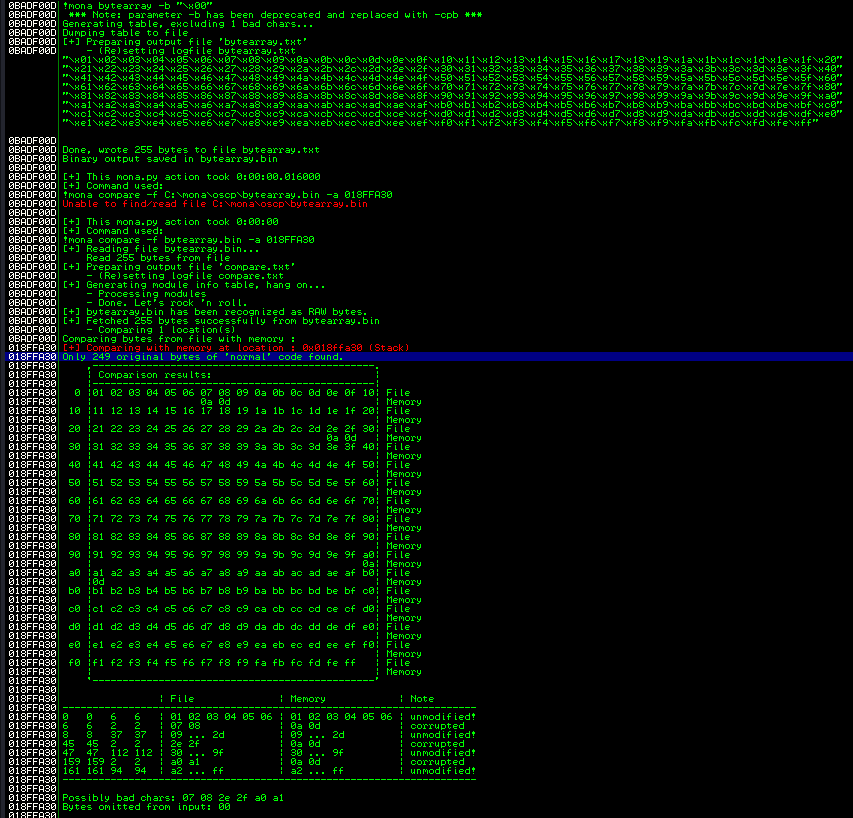 0BADF00D !mona bytearray -b "\x00"
0BADF00D  *** Note: parameter -b has been deprecated and replaced with -cpb ***
0BADF00D Generating table, excluding 1 bad chars...
0BADF00D Dumping table to file
0BADF00D [+] Preparing output file 'bytearray.txt'
0BADF00D     - (Re)setting logfile bytearray.txt
"\x01\x02\x03\x04\x05\x06\x07\x08\x09\x0a\x0b\x0c\x0d\x0e\x0f\x10\x11\x12\x13\x14\x15\x16\x17\x18\x19\x1a\x1b\x1c\x1d\x1e\x1f\x20"
"\x21\x22\x23\x24\x25\x26\x27\x28\x29\x2a\x2b\x2c\x2d\x2e\x2f\x30\x31\x32\x33\x34\x35\x36\x37\x38\x39\x3a\x3b\x3c\x3d\x3e\x3f\x40"
"\x41\x42\x43\x44\x45\x46\x47\x48\x49\x4a\x4b\x4c\x4d\x4e\x4f\x50\x51\x52\x53\x54\x55\x56\x57\x58\x59\x5a\x5b\x5c\x5d\x5e\x5f\x60"
"\x61\x62\x63\x64\x65\x66\x67\x68\x69\x6a\x6b\x6c\x6d\x6e\x6f\x70\x71\x72\x73\x74\x75\x76\x77\x78\x79\x7a\x7b\x7c\x7d\x7e\x7f\x80"
"\x81\x82\x83\x84\x85\x86\x87\x88\x89\x8a\x8b\x8c\x8d\x8e\x8f\x90\x91\x92\x93\x94\x95\x96\x97\x98\x99\x9a\x9b\x9c\x9d\x9e\x9f\xa0"
"\xa1\xa2\xa3\xa4\xa5\xa6\xa7\xa8\xa9\xaa\xab\xac\xad\xae\xaf\xb0\xb1\xb2\xb3\xb4\xb5\xb6\xb7\xb8\xb9\xba\xbb\xbc\xbd\xbe\xbf\xc0"
"\xc1\xc2\xc3\xc4\xc5\xc6\xc7\xc8\xc9\xca\xcb\xcc\xcd\xce\xcf\xd0\xd1\xd2\xd3\xd4\xd5\xd6\xd7\xd8\xd9\xda\xdb\xdc\xdd\xde\xdf\xe0"
"\xe1\xe2\xe3\xe4\xe5\xe6\xe7\xe8\xe9\xea\xeb\xec\xed\xee\xef\xf0\xf1\xf2\xf3\xf4\xf5\xf6\xf7\xf8\xf9\xfa\xfb\xfc\xfd\xfe\xff"
0BADF00D
0BADF00D Done, wrote 255 bytes to file bytearray.txt
0BADF00D Binary output saved in bytearray.bin
0BADF00D
0BADF00D [+] This mona.py action took 0:00:00.016000
0BADF00D [+] Command used:
0BADF00D !mona compare -f C:\mona\oscp\bytearray.bin -a 018FFA30
0BADF00D Unable to find/read file C:\mona\oscp\bytearray.bin
0BADF00D
0BADF00D [+] This mona.py action took 0:00:00
0BADF00D [+] Command used:
0BADF00D !mona compare -f bytearray.bin -a 018FFA30
0BADF00D [+] Reading file bytearray.bin...
0BADF00D     Read 255 bytes from file
0BADF00D [+] Preparing output file 'compare.txt'
0BADF00D     - (Re)setting logfile compare.txt
0BADF00D [+] Generating module info table, hang on...
0BADF00D     - Processing modules
0BADF00D     - Done. Let's rock 'n roll.
0BADF00D [+] bytearray.bin has been recognized as RAW bytes.
0BADF00D [+] Fetched 255 bytes successfully from bytearray.bin
0BADF00D     - Comparing 1 location(s)
0BADF00D Comparing bytes from file with memory :
018FFA30 [+] Comparing with memory at location : 0x018ffa30 (Stack)
018FFA30 Only 249 original bytes of 'normal' code found.
018FFA30     ,-----------------------------------------------.
018FFA30     | Comparison results:                           |
018FFA30     |-----------------------------------------------|
018FFA30   0 |01 02 03 04 05 06 07 08 09 0a 0b 0c 0d 0e 0f 10| File
018FFA30     |                  0a 0d                        | Memory
018FFA30  10 |11 12 13 14 15 16 17 18 19 1a 1b 1c 1d 1e 1f 20| File
018FFA30     |                                               | Memory
018FFA30  20 |21 22 23 24 25 26 27 28 29 2a 2b 2c 2d 2e 2f 30| File
018FFA30     |                                       0a 0d   | Memory
018FFA30  30 |31 32 33 34 35 36 37 38 39 3a 3b 3c 3d 3e 3f 40| File
018FFA30     |                                               | Memory
018FFA30  40 |41 42 43 44 45 46 47 48 49 4a 4b 4c 4d 4e 4f 50| File
018FFA30     |                                               | Memory
018FFA30  50 |51 52 53 54 55 56 57 58 59 5a 5b 5c 5d 5e 5f 60| File
018FFA30     |                                               | Memory
018FFA30  60 |61 62 63 64 65 66 67 68 69 6a 6b 6c 6d 6e 6f 70| File
018FFA30     |                                               | Memory
018FFA30  70 |71 72 73 74 75 76 77 78 79 7a 7b 7c 7d 7e 7f 80| File
018FFA30     |                                               | Memory
018FFA30  80 |81 82 83 84 85 86 87 88 89 8a 8b 8c 8d 8e 8f 90| File
018FFA30     |                                               | Memory
018FFA30  90 |91 92 93 94 95 96 97 98 99 9a 9b 9c 9d 9e 9f a0| File
018FFA30     |                                             0a| Memory
018FFA30  a0 |a1 a2 a3 a4 a5 a6 a7 a8 a9 aa ab ac ad ae af b0| File
018FFA30     |0d                                             | Memory
018FFA30  b0 |b1 b2 b3 b4 b5 b6 b7 b8 b9 ba bb bc bd be bf c0| File
018FFA30     |                                               | Memory
018FFA30  c0 |c1 c2 c3 c4 c5 c6 c7 c8 c9 ca cb cc cd ce cf d0| File
018FFA30     |                                               | Memory
018FFA30  d0 |d1 d2 d3 d4 d5 d6 d7 d8 d9 da db dc dd de df e0| File
018FFA30     |                                               | Memory
018FFA30  e0 |e1 e2 e3 e4 e5 e6 e7 e8 e9 ea eb ec ed ee ef f0| File
018FFA30     |                                               | Memory
018FFA30  f0 |f1 f2 f3 f4 f5 f6 f7 f8 f9 fa fb fc fd fe ff   | File
018FFA30     |                                               | Memory
018FFA30     `-----------------------------------------------'
018FFA30
018FFA30                 | File              | Memory            | Note
018FFA30 ---------------------------------------------------------------------
018FFA30 0   0   6   6   | 01 02 03 04 05 06 | 01 02 03 04 05 06 | unmodified!
018FFA30 6   6   2   2   | 07 08             | 0a 0d             | corrupted
018FFA30 8   8   37  37  | 09 ... 2d         | 09 ... 2d         | unmodified!
018FFA30 45  45  2   2   | 2e 2f             | 0a 0d             | corrupted
018FFA30 47  47  112 112 | 30 ... 9f         | 30 ... 9f         | unmodified!
018FFA30 159 159 2   2   | a0 a1             | 0a 0d             | corrupted
018FFA30 161 161 94  94  | a2 ... ff         | a2 ... ff         | unmodified!
018FFA30 ---------------------------------------------------------------------
018FFA30
018FFA30 Possibly bad chars: 07 08 2e 2f a0 a1
018FFA30 Bytes omitted from input: 00
018FFA30